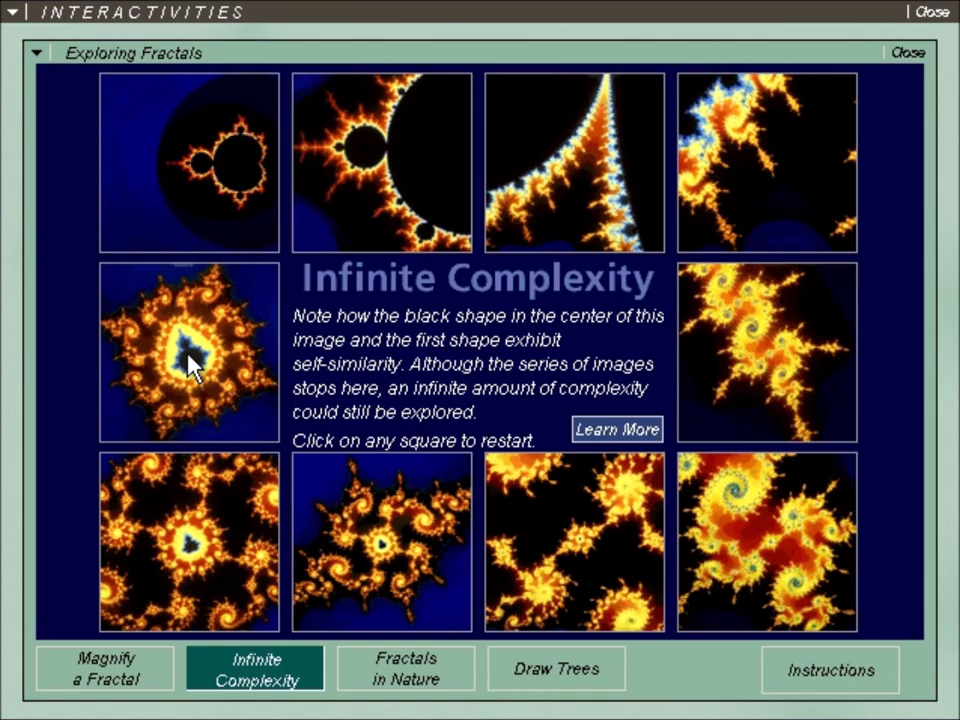 INTERACTIVITIES
Close
Exploring Fractals
Close
Infinite Complexity
Note how the black shape in the center of this
image and the first shape exhibit
self-similarity. Although the series of images
stops here, an infinite amount of complexity
could still be explored.
Learn More
Click on any square to restart.
Magnify
a Fractal
Infinite
Complexity
Fractals
in Nature
Draw Trees
Instructions